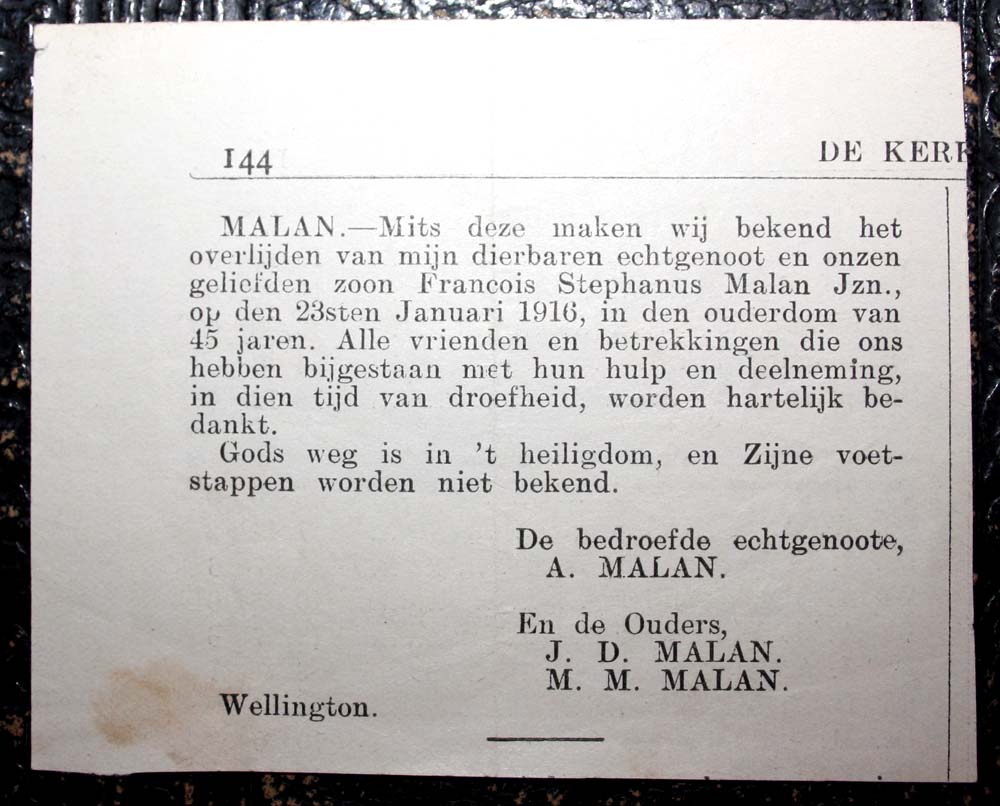 144
DE KER
MALAN.—Mits deze maken wij bekend het
overlijden van mijn dierbaren echtgenoot en onzen
geliefden zoon Francois Stephanus Malan Jzn.,
op den 23sten Januari 1916, in den ouderdom van
45 jaren. Alle vrienden en betrekkingen die ons
hebben bijgestaan met hun hulp en deelneming,
in dien tijd van droefheid, worden hartelijk be-
dankt.
Gods weg is in 't heiligdom, en Zijne voet-
stappen worden niet bekend.
De bedroefde echtgenoote,
A. MALAN.
En de Ouders,
J. D. MALAN.
M. M. MALAN.
Wellington.